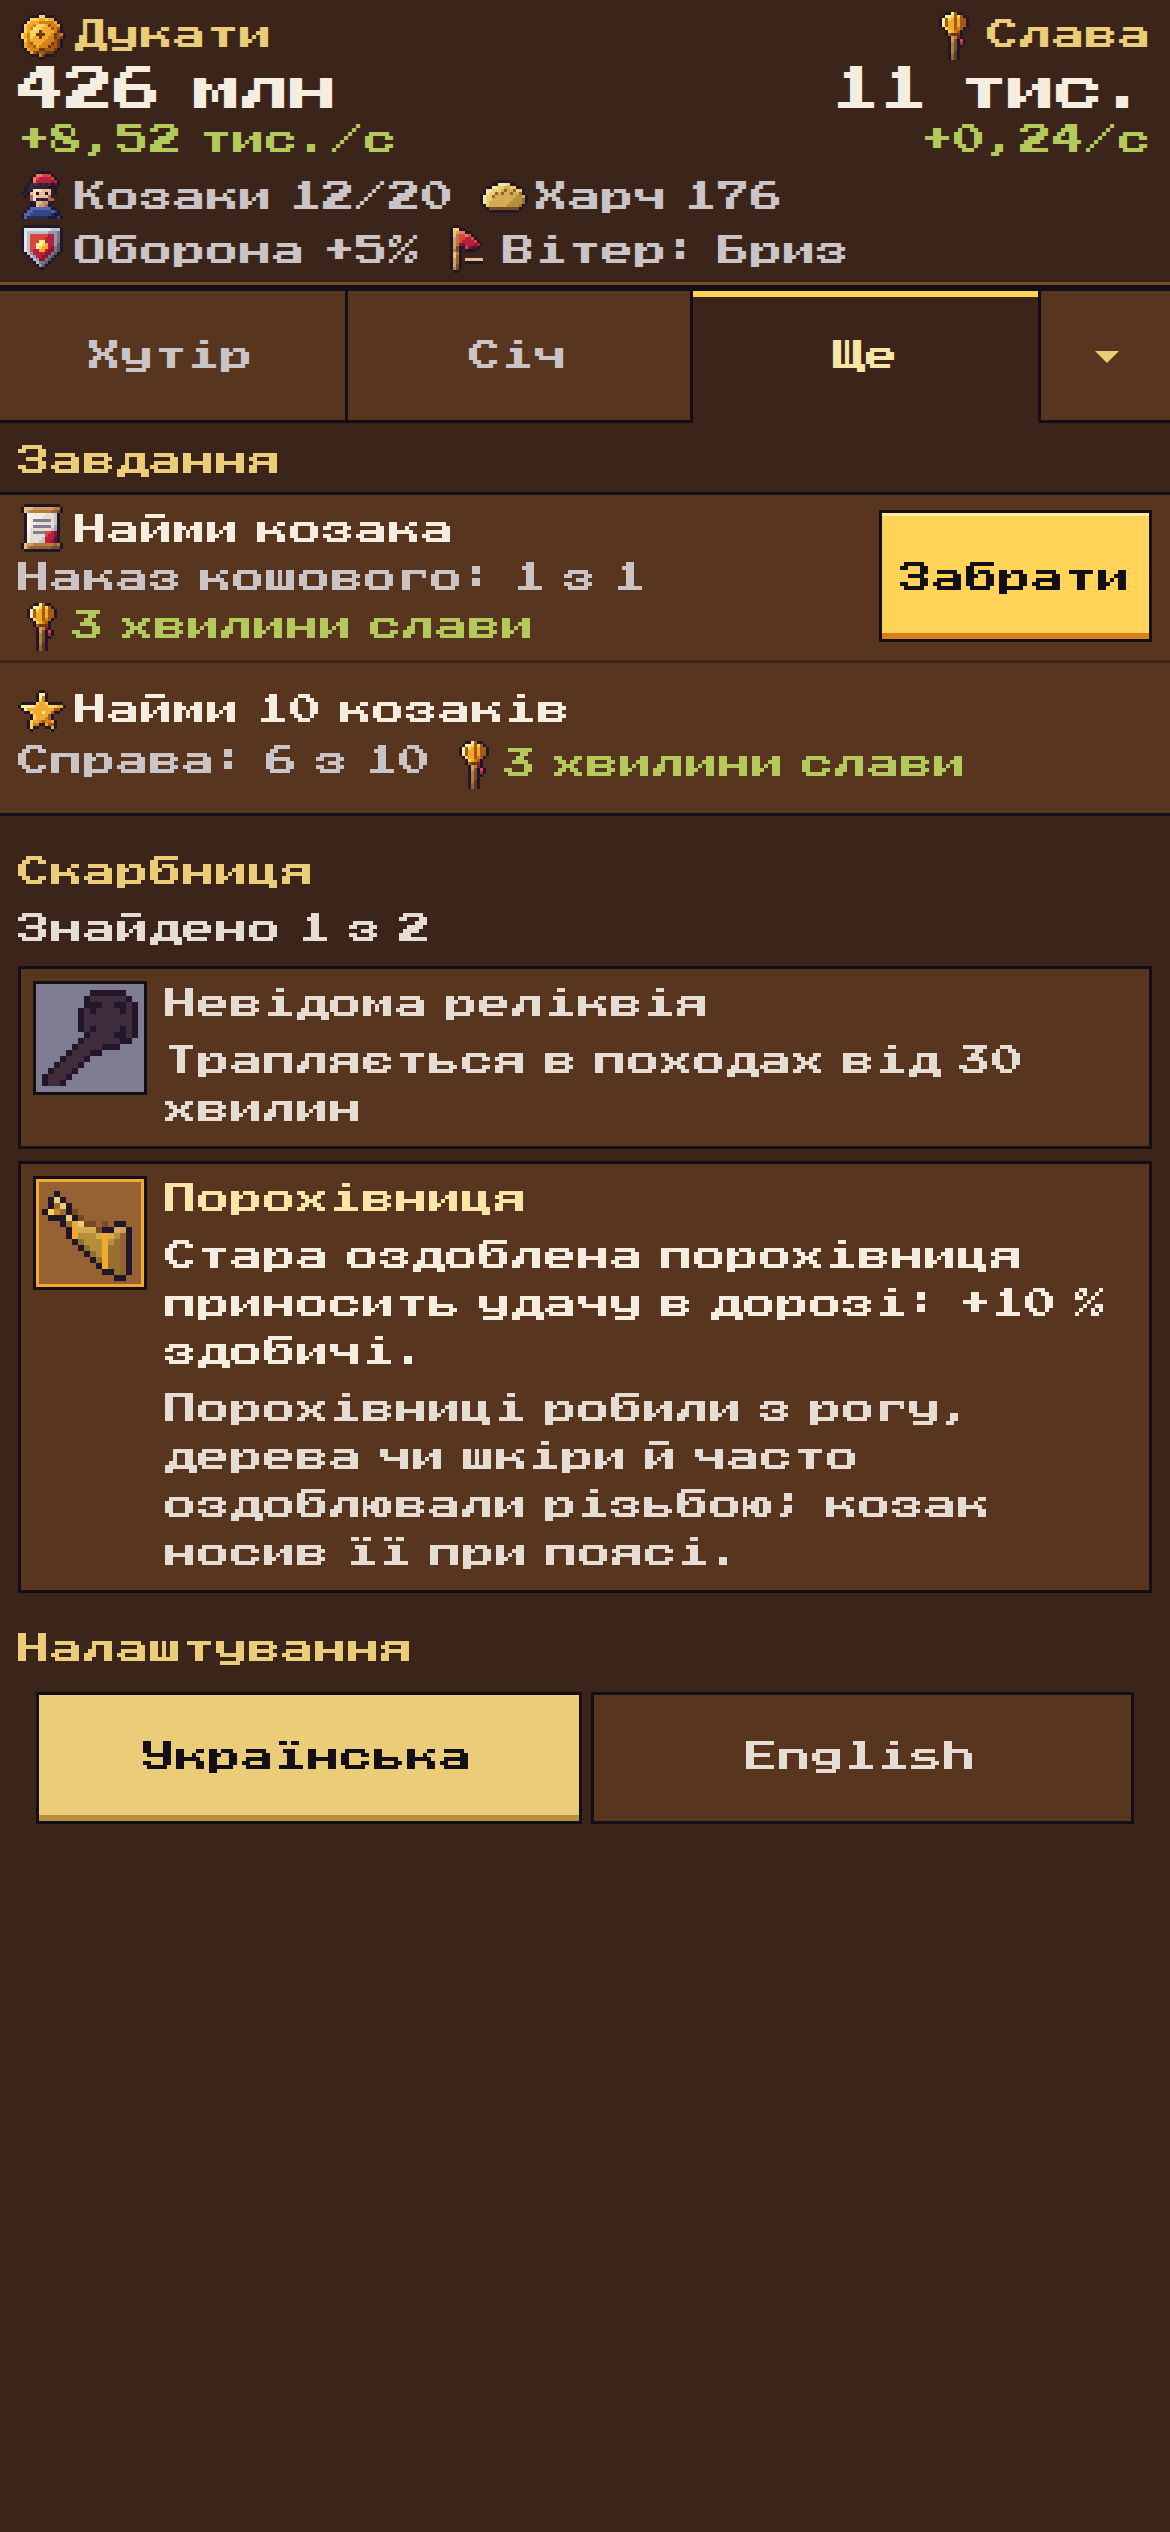 Дукати
Слава
426 млн
11 тис.
+8,52 тис./с
+0,24/с
Козаки 12/20 Харч 176
Оборона +5% Вітер: Бриз
Хутір
Січ
Ще
Завдання
Найми козака
Наказ кошового: 1 з 1
3 хвилини слави
Забрати
Найми 10 козаків
Справа: 6 з 10 3 хвилини слави
Скарбниця
Знайдено 1 з 2
Невідома реліквія
Трапляється в походах від 30
хвилин
Порохівниця
Стара оздоблена порохівниця
приносить удачу в дорозі: +10 %
здобичі.
Порохівниці робили з рогу,
дерева чи шкіри й часто
оздоблювали різьбою; козак
носив її при поясі.
Налаштування
Українська
English